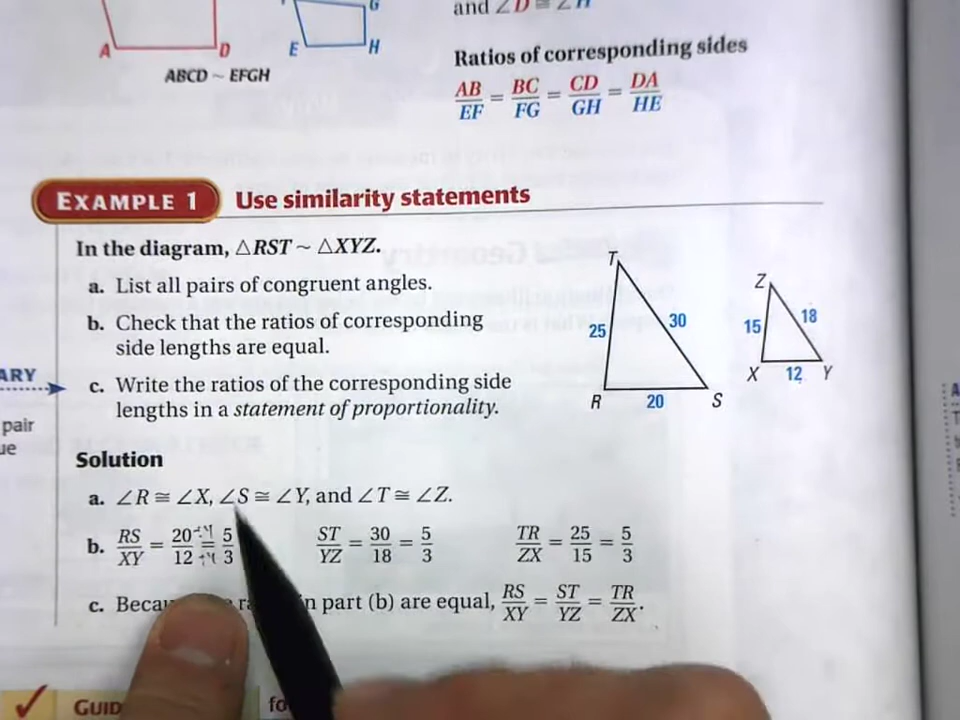 G
A D E H
ABCD ~ EFGH
and ∠D ≅ ∠H
Ratios of corresponding sides
AB/EF = BC/FG = CD/GH = DA/HE
EXAMPLE 1 Use similarity statements
In the diagram, △RST ~ △XYZ.
a. List all pairs of congruent angles.
b. Check that the ratios of corresponding
side lengths are equal.
c. Write the ratios of the corresponding side
lengths in a statement of proportionality.
T
25 30
R 20 S
Z
15 18
X 12 Y
ARY
pair
Solution
a. ∠R ≅ ∠X, ∠S ≅ ∠Y, and ∠T ≅ ∠Z.
b. RS/XY = 20/12 = 5/3 ST/YZ = 30/18 = 5/3 TR/ZX = 25/15 = 5/3
c. in part (b) are equal, RS/XY = ST/YZ = TR/ZX.
GUID